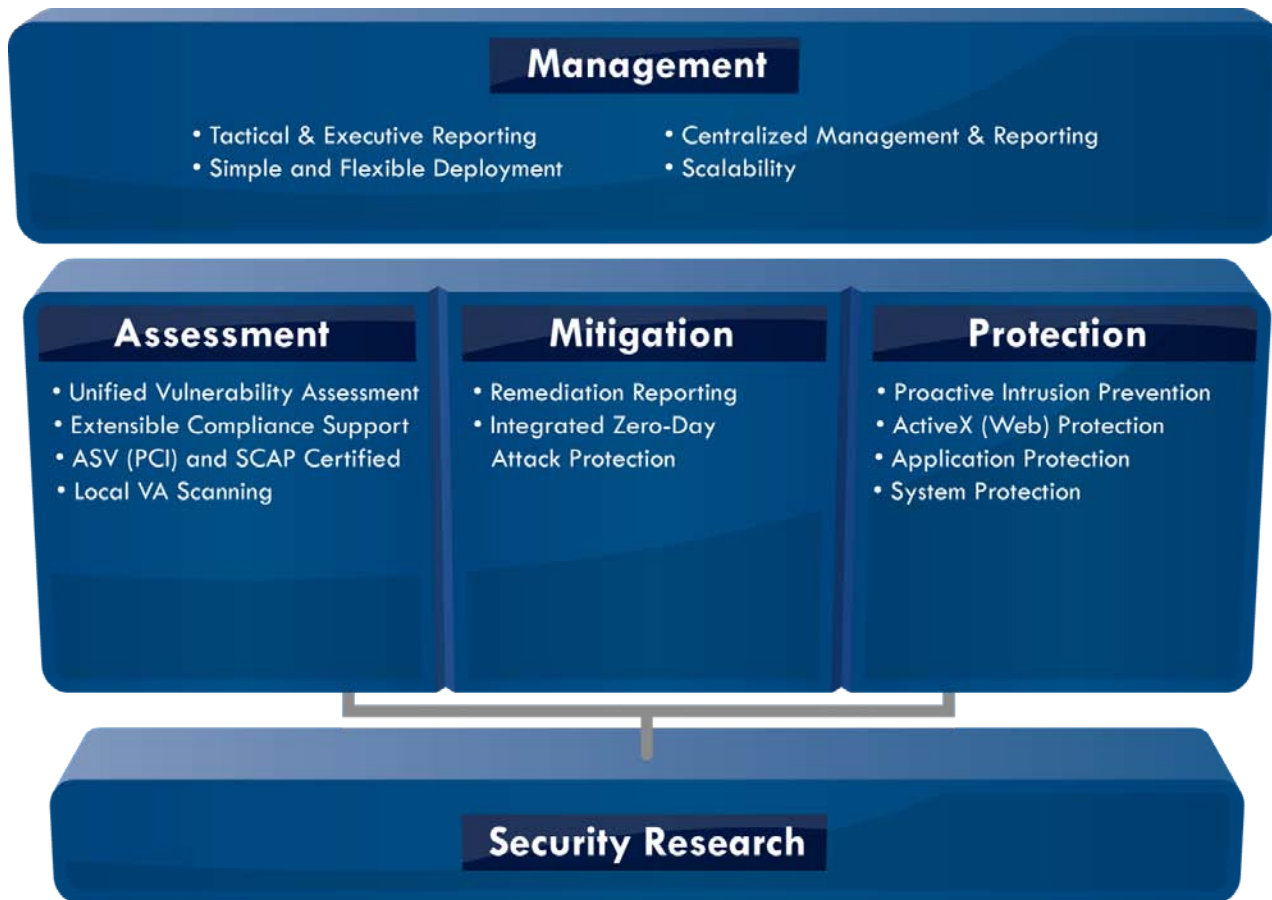 Management
• Tactical & Executive Reporting
• Simple and Flexible Deployment
• Centralized Management & Reporting
• Scalability
Assessment
• Unified Vulnerability Assessment
• Extensible Compliance Support
• ASV (PCI) and SCAP Certified
• Local VA Scanning
Mitigation
• Remediation Reporting
• Integrated Zero-Day
Attack Protection
Protection
• Proactive Intrusion Prevention
• ActiveX (Web) Protection
• Application Protection
• System Protection
Security Research